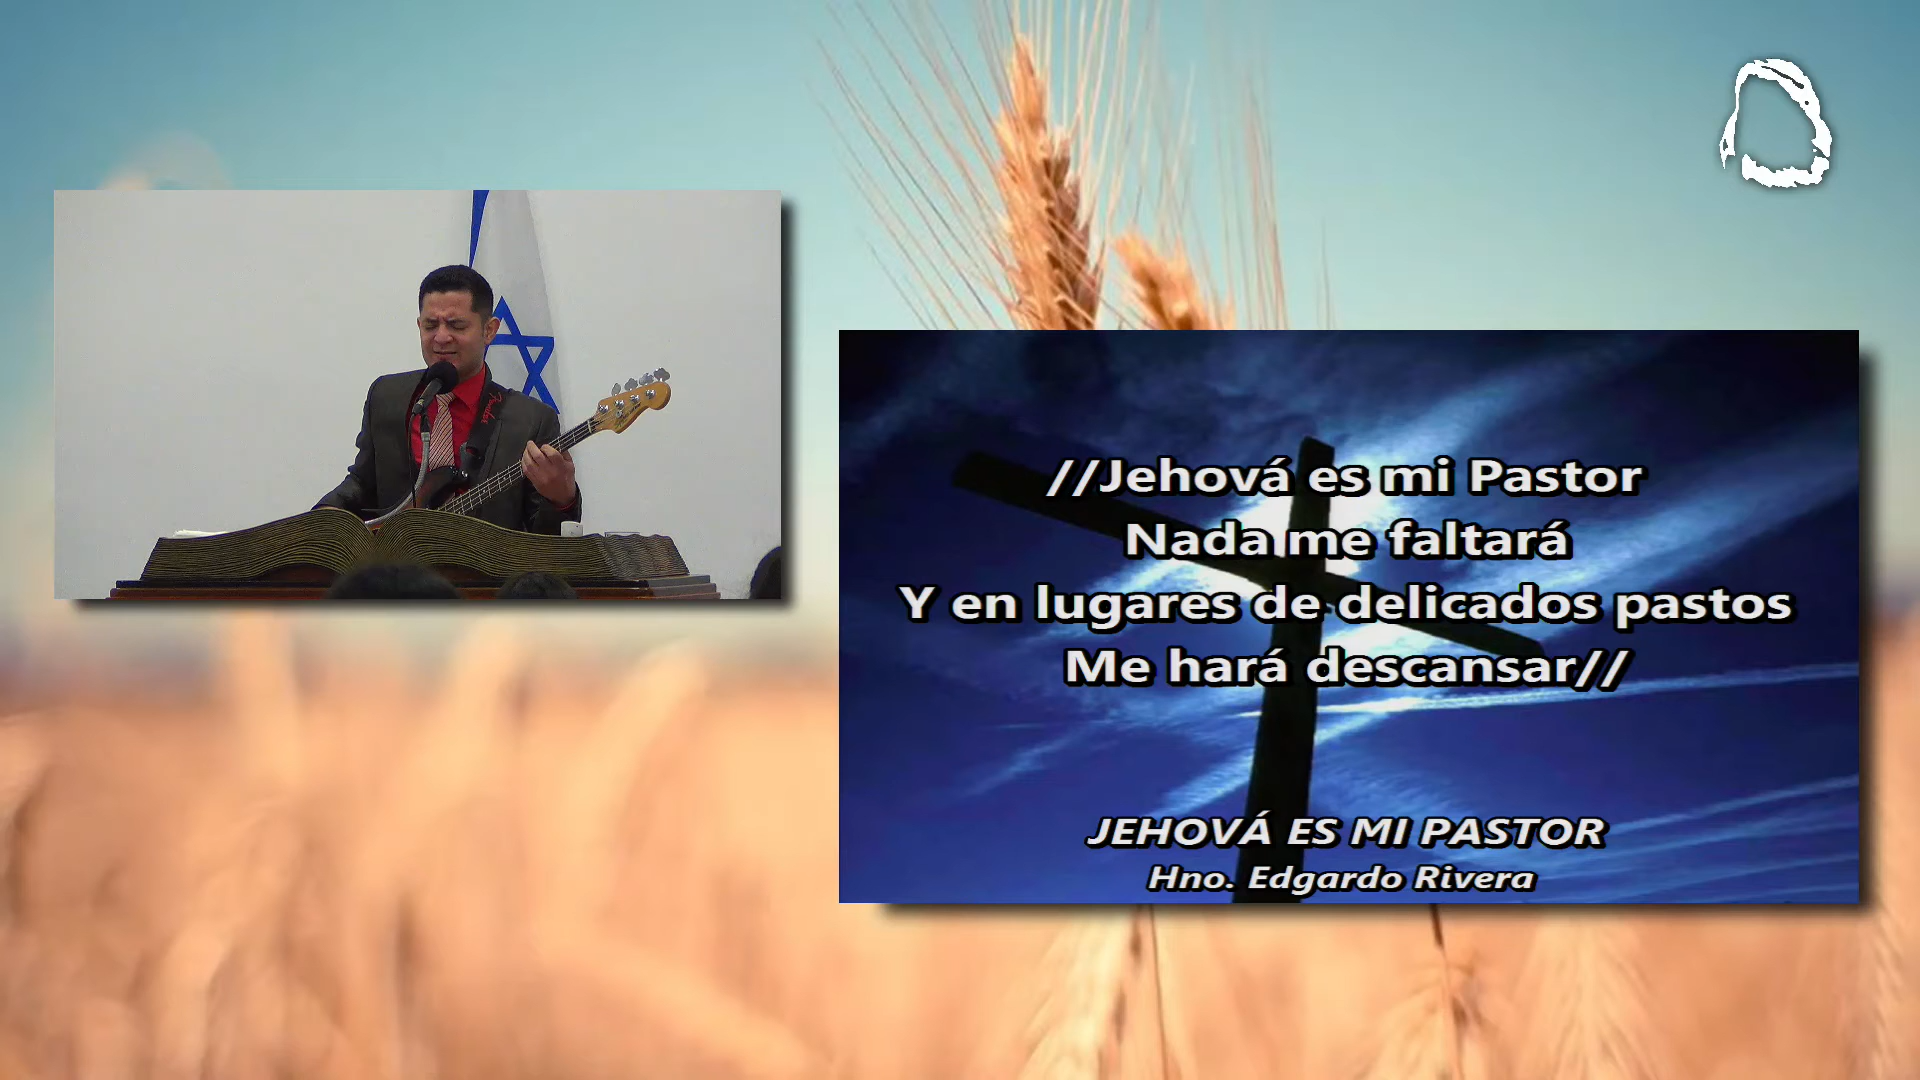 //Jehová es mi Pastor
Nada me faltará
Y en lugares de delicados pastos
Me hará descansar//
JEHOVÁ ES MI PASTOR
Hno. Edgardo Rivera
Fender